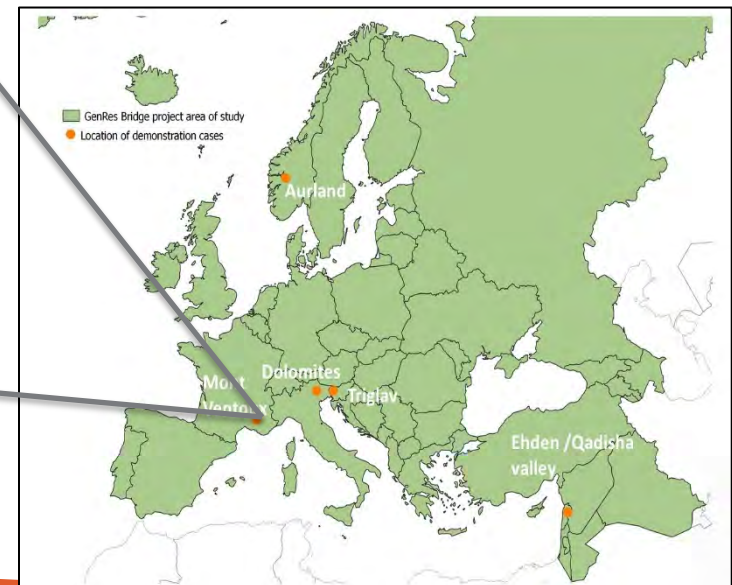 GenRes Bridge project area of study
Location of demonstration cases
Aurland
Dolomites
Mont
Ventoux
Triglav
Ehden /Qadisha
valley